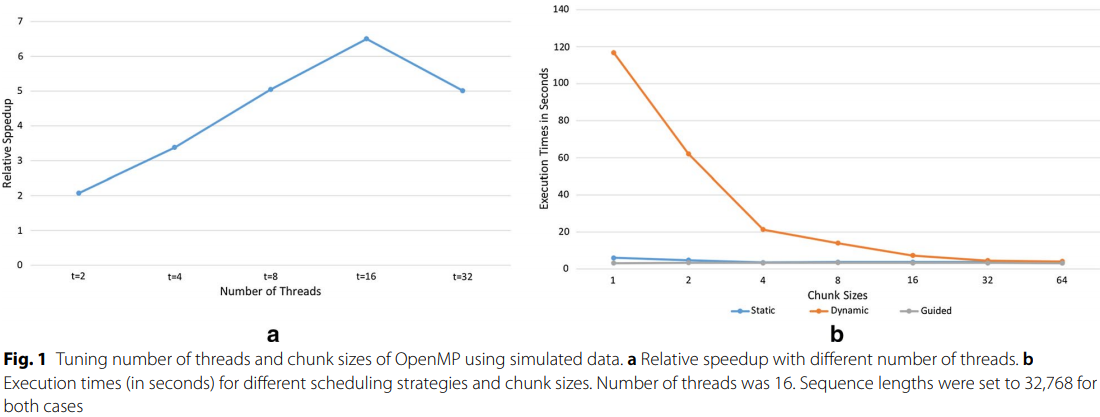 7
6
5
4
3
2
1
0
Relative Sppedup
t=2 t=4 t=8 t=16 t=32
Number of Threads
a
140
120
100
80
60
40
20
0
Execution Times in Seconds
1 2 4 8 16 32 64
Chunk Sizes
Static Dynamic Guided
b
Fig. 1 Tuning number of threads and chunk sizes of OpenMP using simulated data. a Relative speedup with different number of threads. b
Execution times (in seconds) for different scheduling strategies and chunk sizes. Number of threads was 16. Sequence lengths were set to 32,768 for
both cases